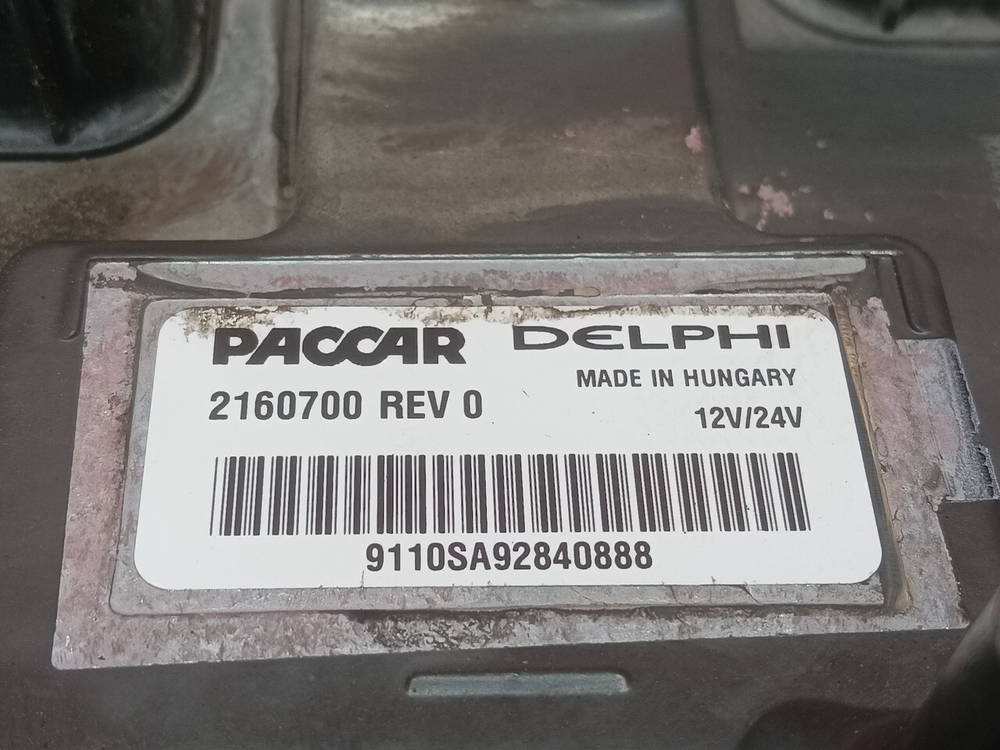 PACCAR DELPHI
MADE IN HUNGARY
2160700 REV 0
12V/24V
9110SA92840888